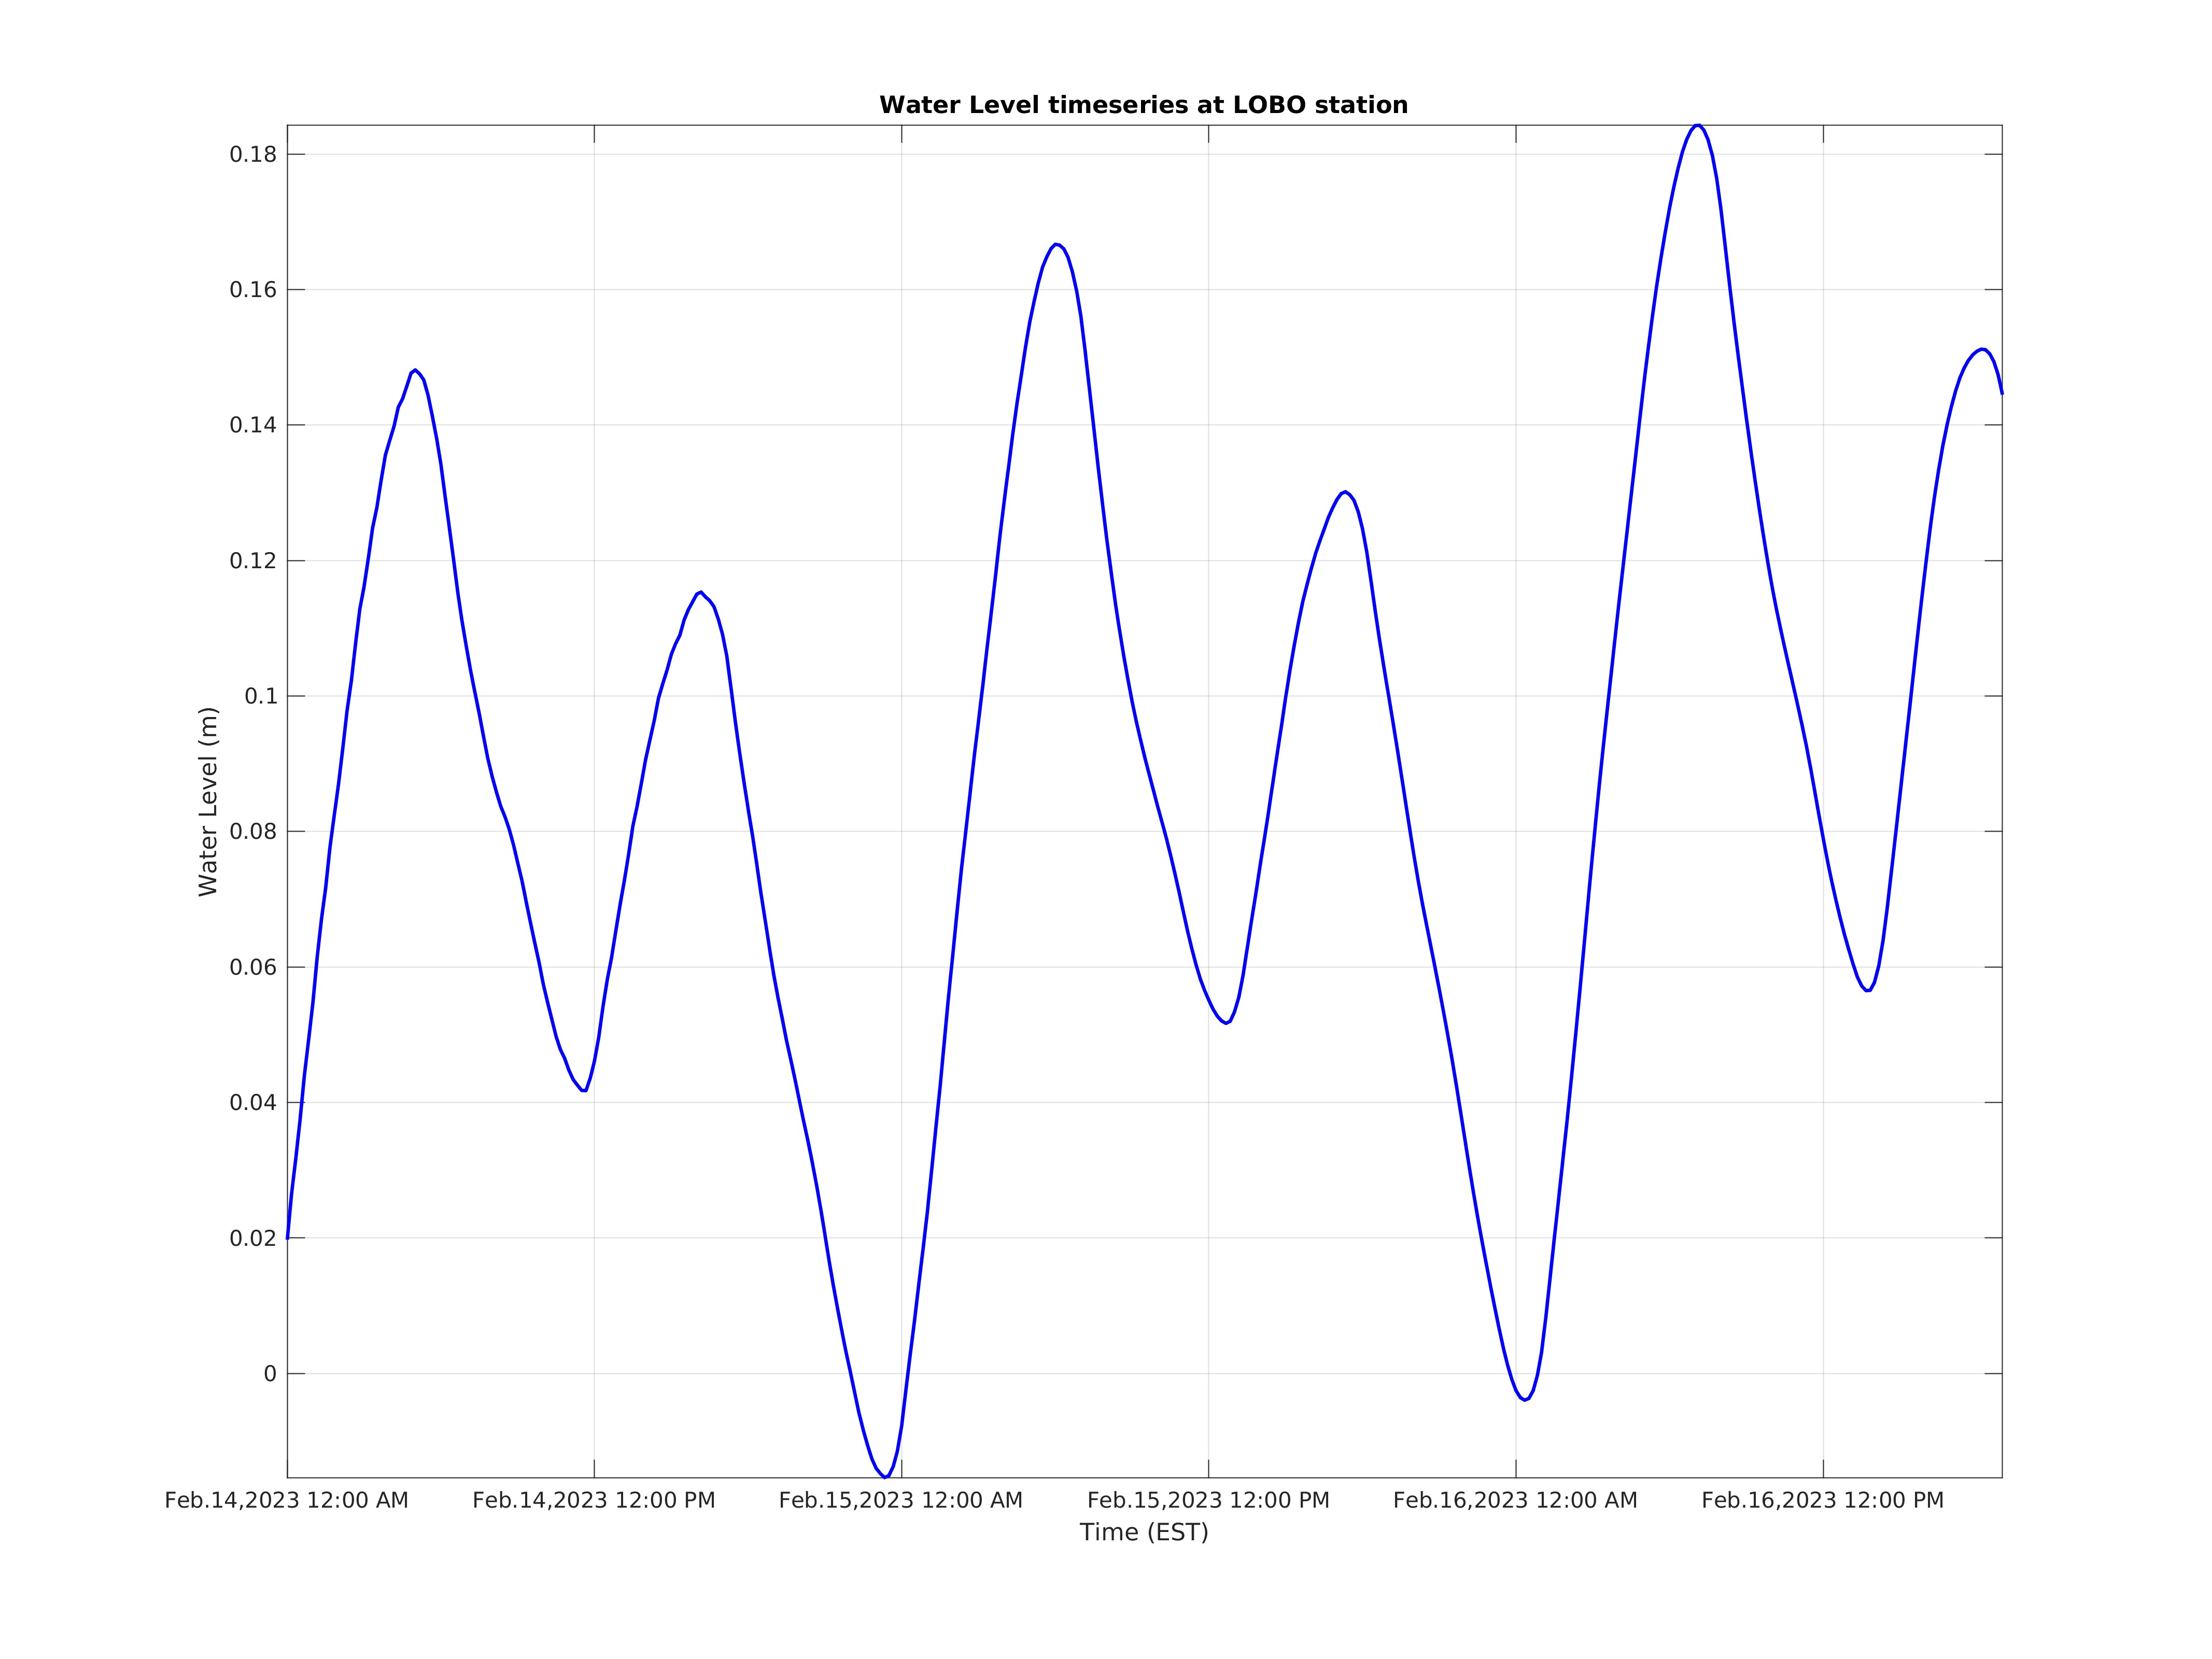 Water Level timeseries at LOBO station
0.18
0.16
0.14
0.12
0.1
0.08
0.06
0.04
0.02
0
Water Level (m)
Feb.14,2023 12:00 AM
Feb.14,2023 12:00 PM
Feb.15,2023 12:00 AM
Feb.15,2023 12:00 PM
Feb.16,2023 12:00 AM
Feb.16,2023 12:00 PM
Time (EST)